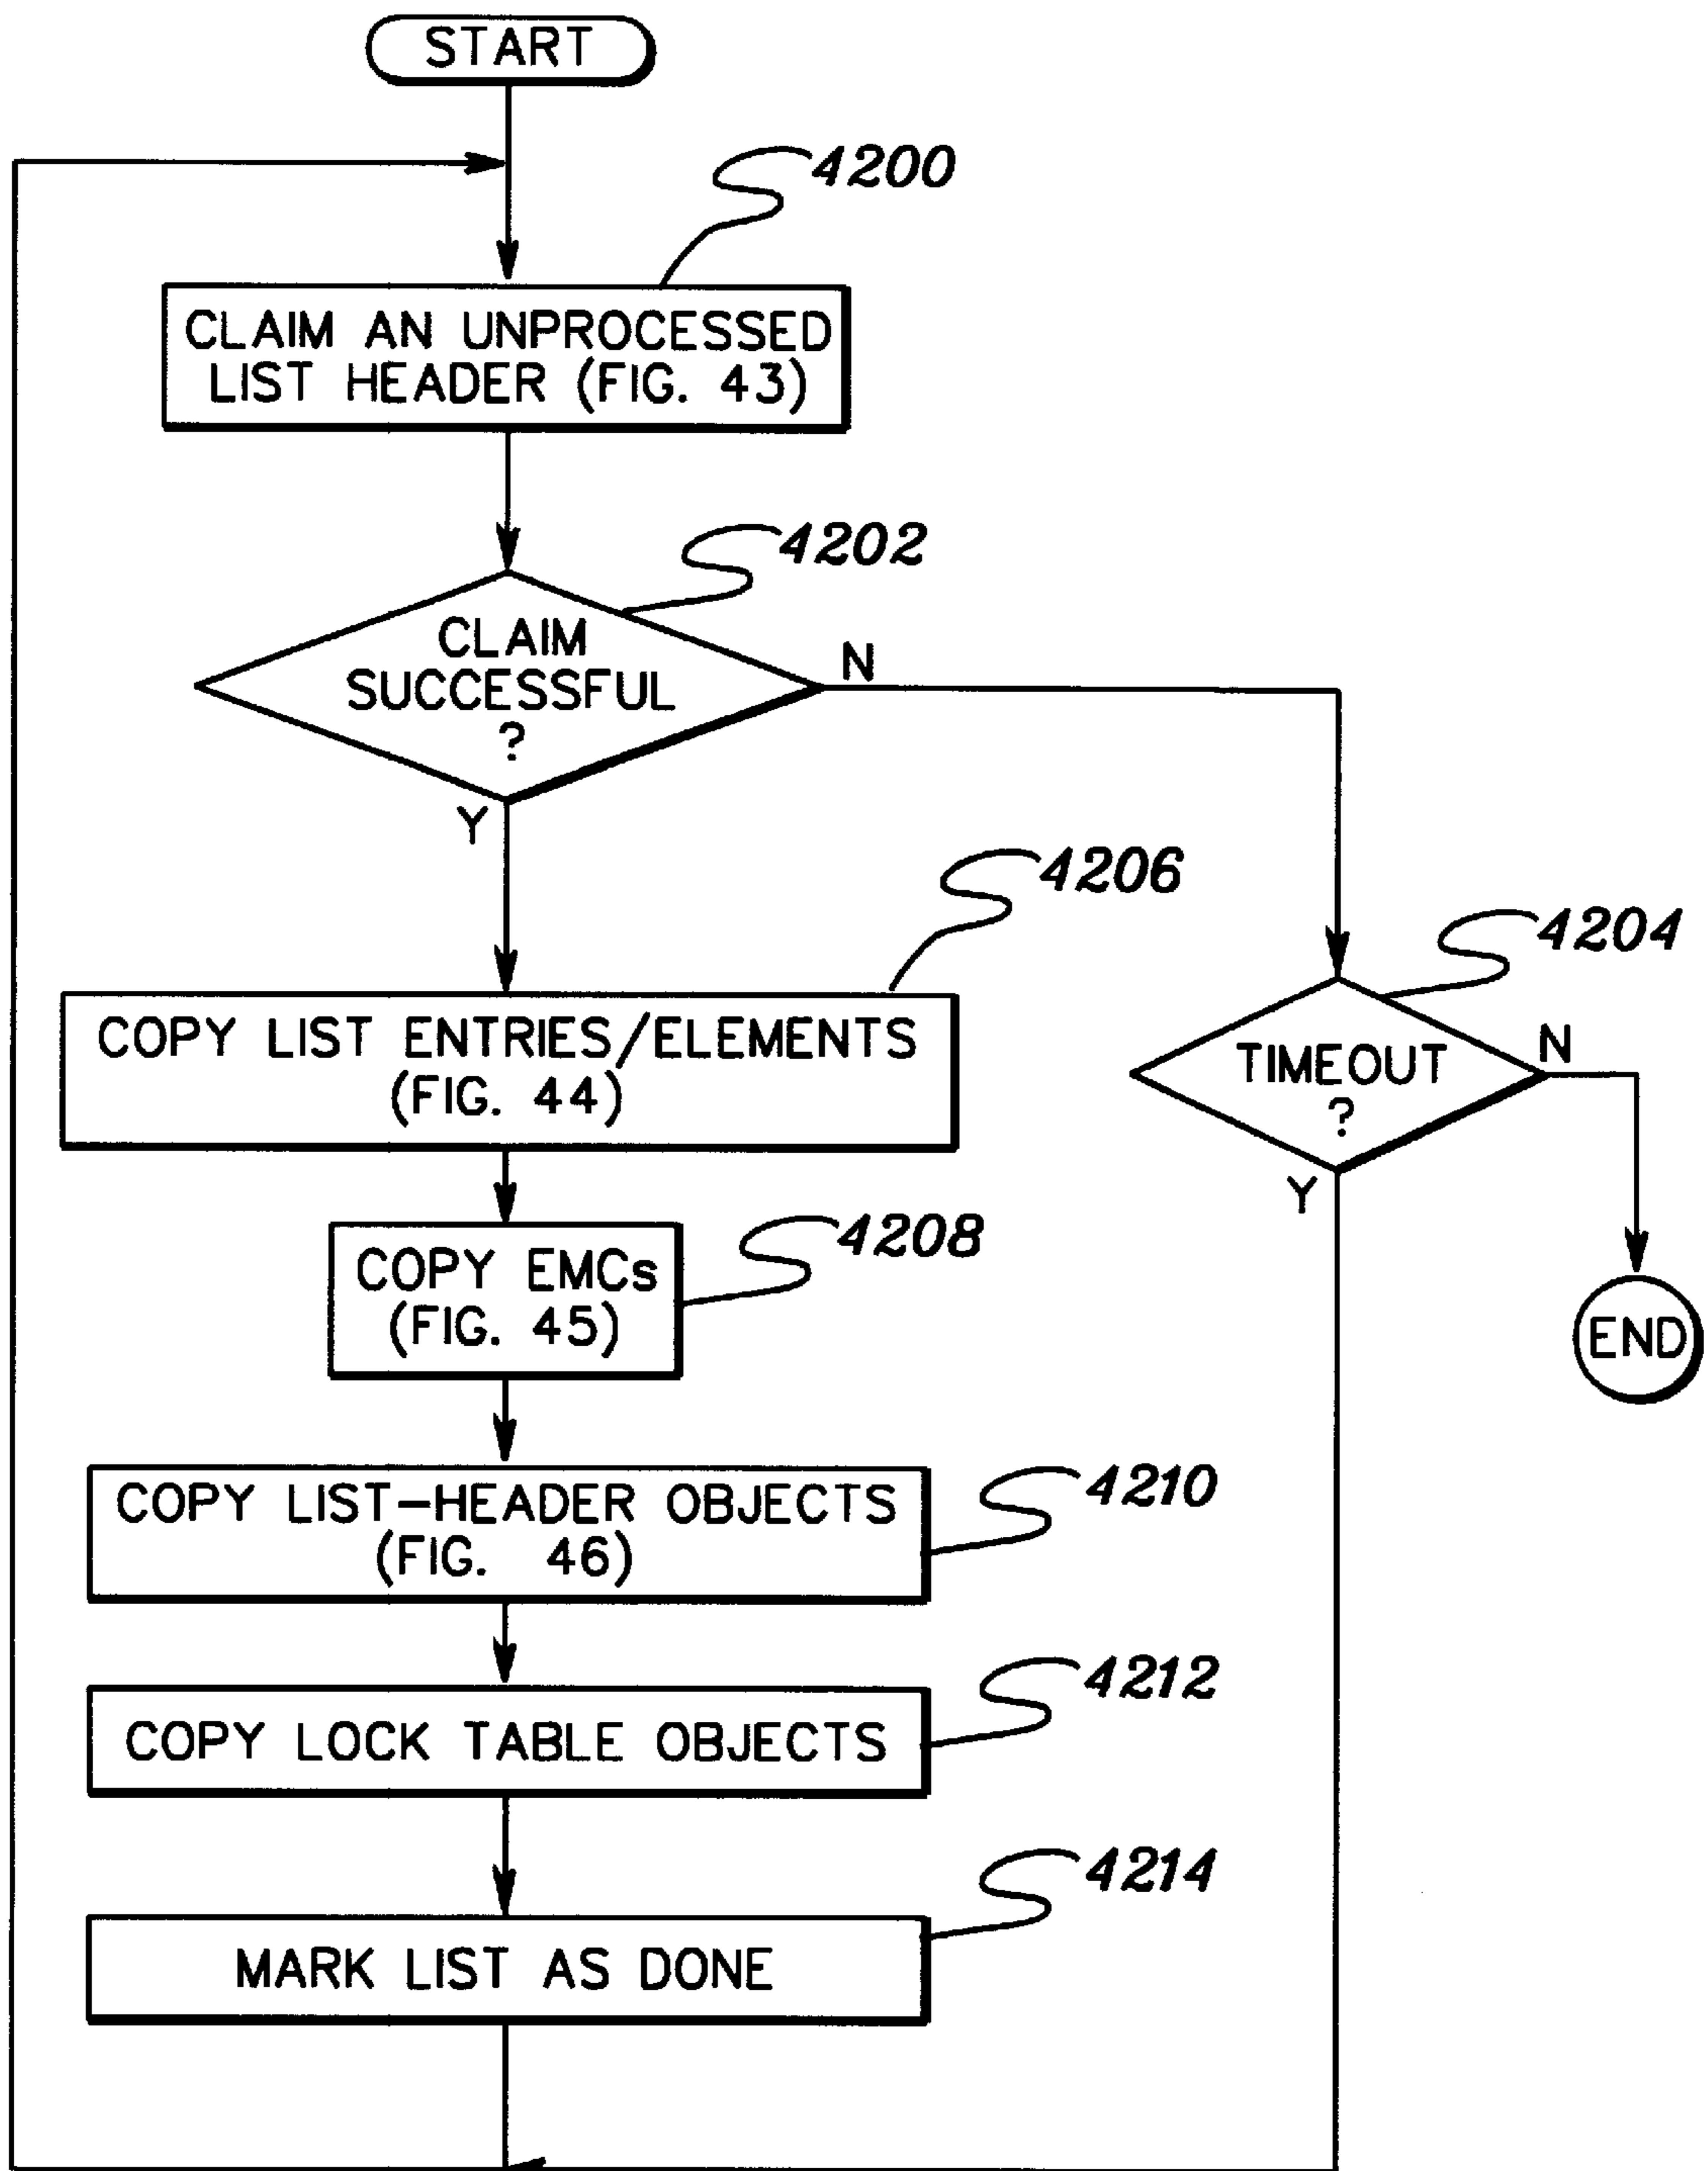 START
4200
CLAIM AN UNPROCESSED
LIST HEADER (FIG. 43)
4202
CLAIM
SUCCESSFUL
?
N
Y
4206
COPY LIST ENTRIES/ELEMENTS
(FIG. 44)
4204
TIMEOUT
?
N
Y
END
4208
COPY EMCs
(FIG. 45)
4210
COPY LIST-HEADER OBJECTS
(FIG. 46)
4212
COPY LOCK TABLE OBJECTS
4214
MARK LIST AS DONE